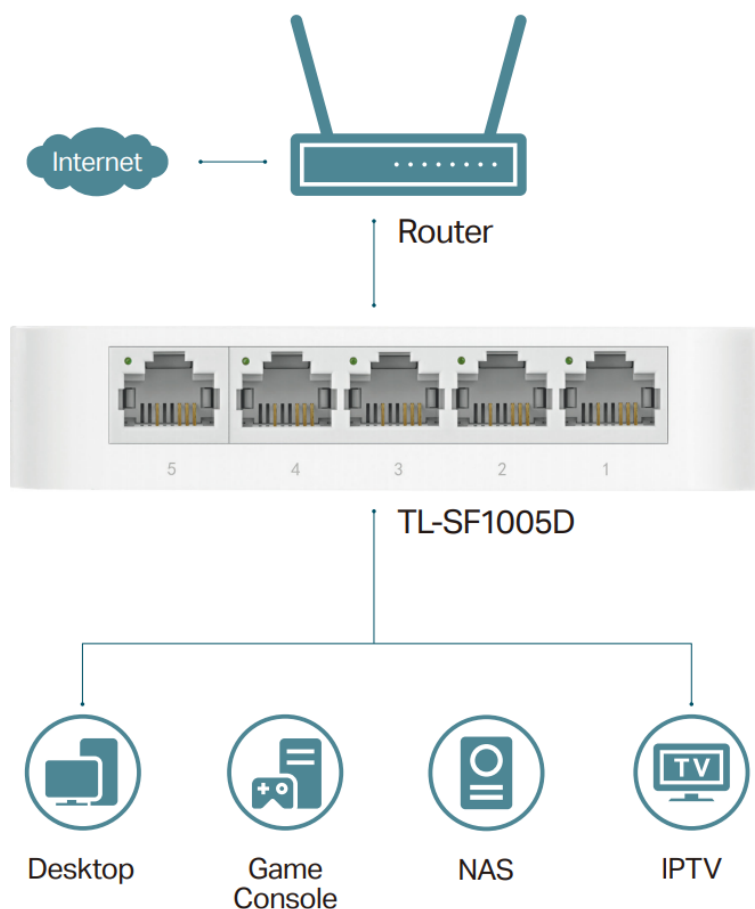 Internet
Router
5 4 3 2 1
TL-SF1005D
TV
Desktop Game NAS IPTV
Console